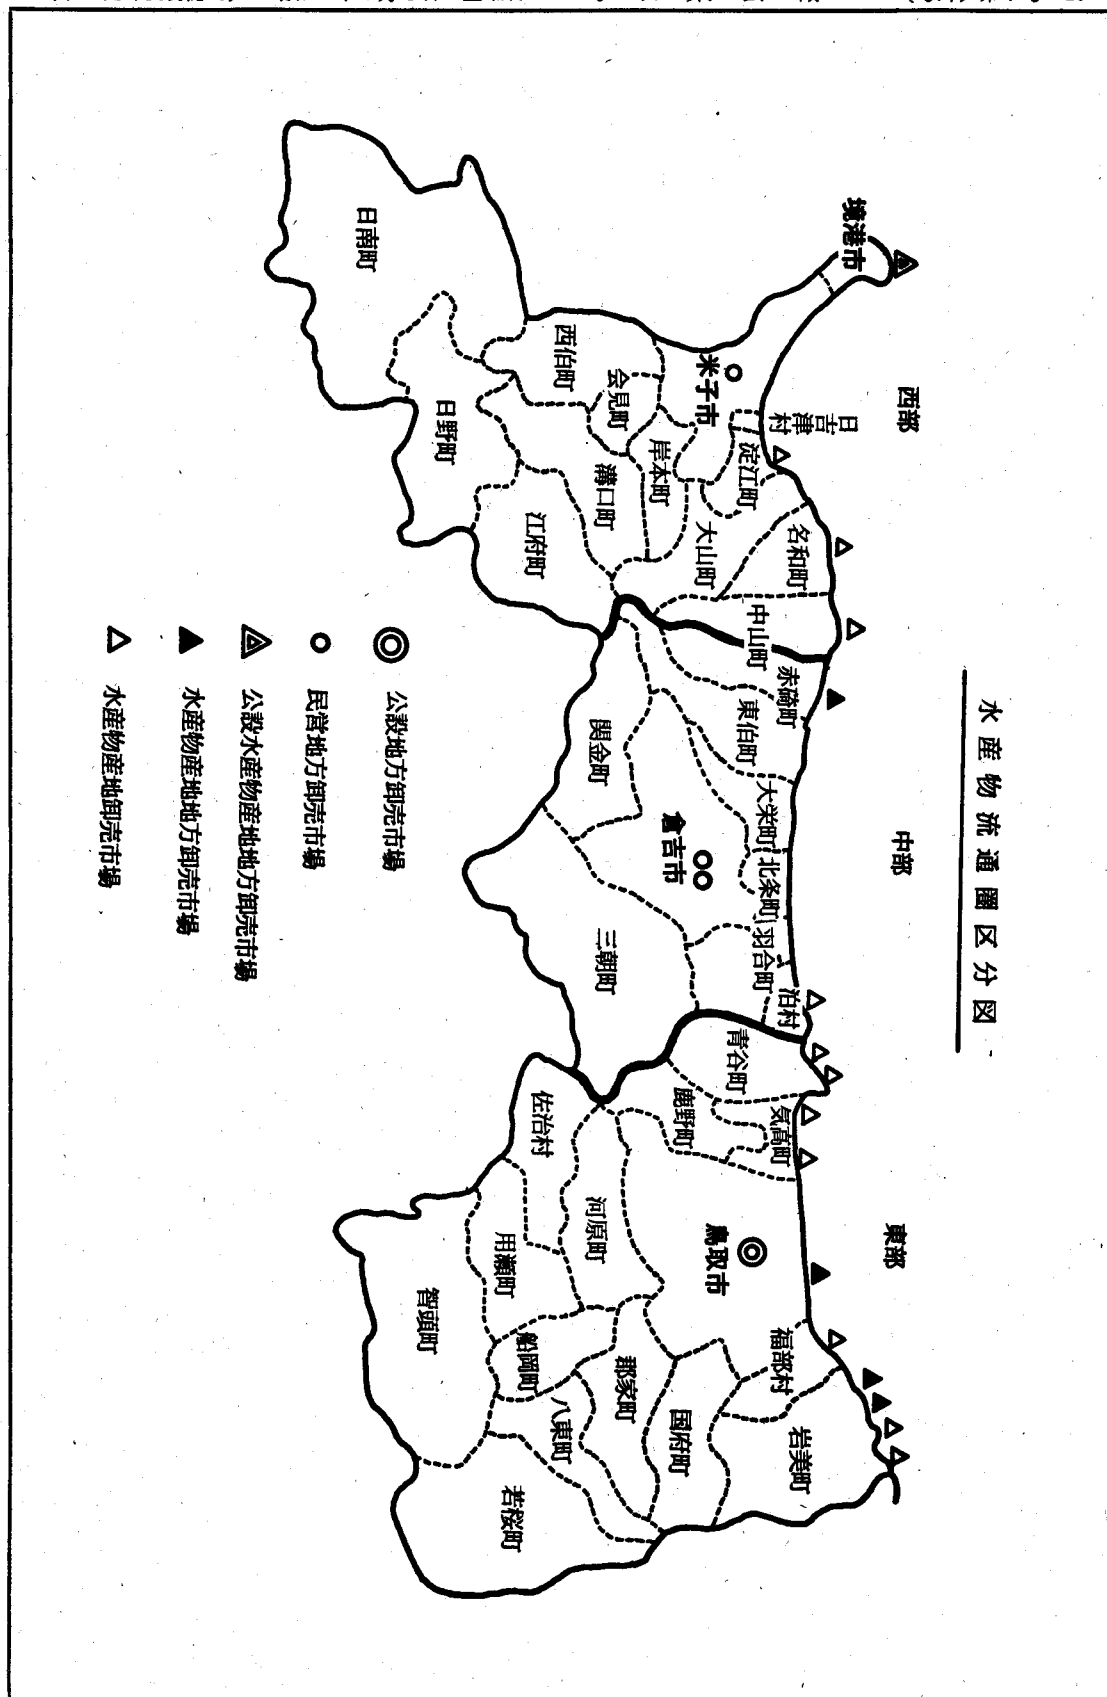 水産物流通圏区分図
西部
中部
東部
境港市
米子市
日吉津村
淀江町
名和町
大山町
中山町
岸本町
会見町
西伯町
溝口町
江府町
日野町
日南町
赤碕町
東伯町
大栄町
北条町
羽合町
泊村
倉吉市
関金町
三朝町
青谷町
気高町
鹿野町
鳥取市
福部村
岩美町
国府町
郡家町
河原町
佐治村
用瀬町
船岡町
八東町
智頭町
若桜町
公設地方卸売市場
民営地方卸売市場
公設水産物産地地方卸売市場
水産物産地地方卸売市場
水産物産地卸売市場